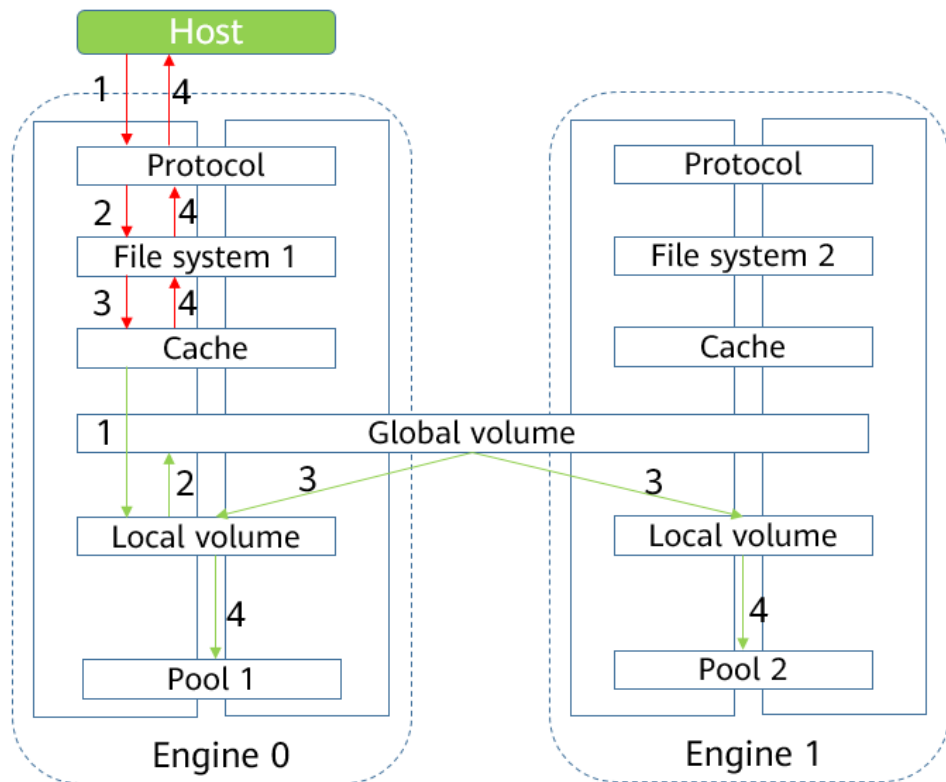 Host
1
4
Protocol
Protocol
2
4
File system 1
File system 2
3
4
Cache
Cache
1
Global volume
2
3
3
Local volume
Local volume
4
4
Pool 1
Pool 2
Engine 0
Engine 1